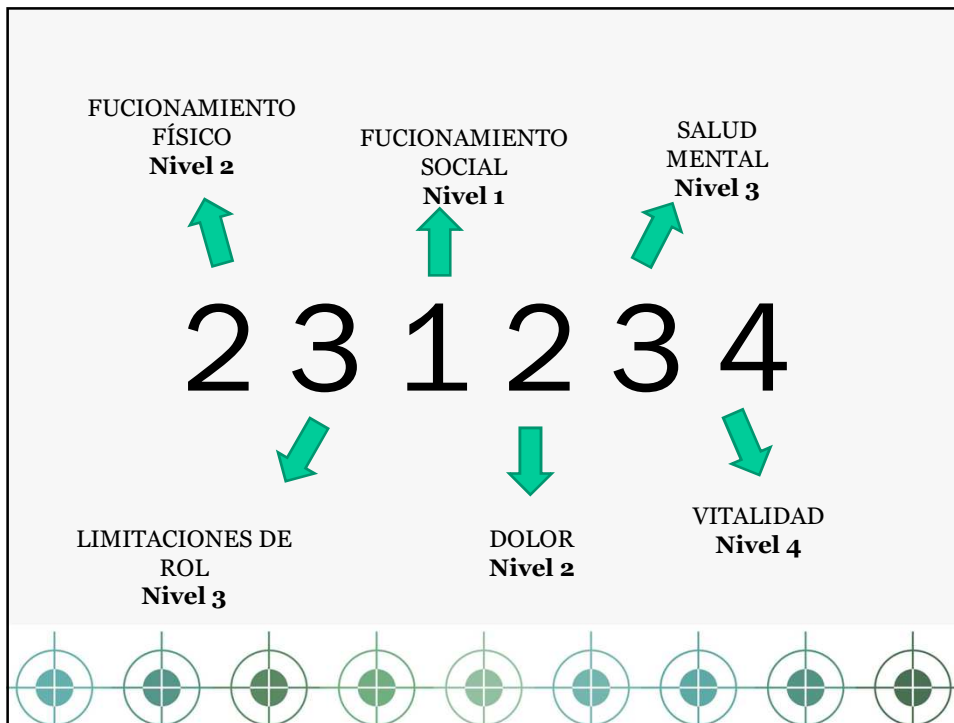 FUCIONAMIENTO
FÍSICO
Nivel 2
FUCIONAMIENTO
SOCIAL
Nivel 1
SALUD
MENTAL
Nivel 3
2 3 1 2 3 4
LIMITACIONES DE
ROL
Nivel 3
DOLOR
Nivel 2
VITALIDAD
Nivel 4